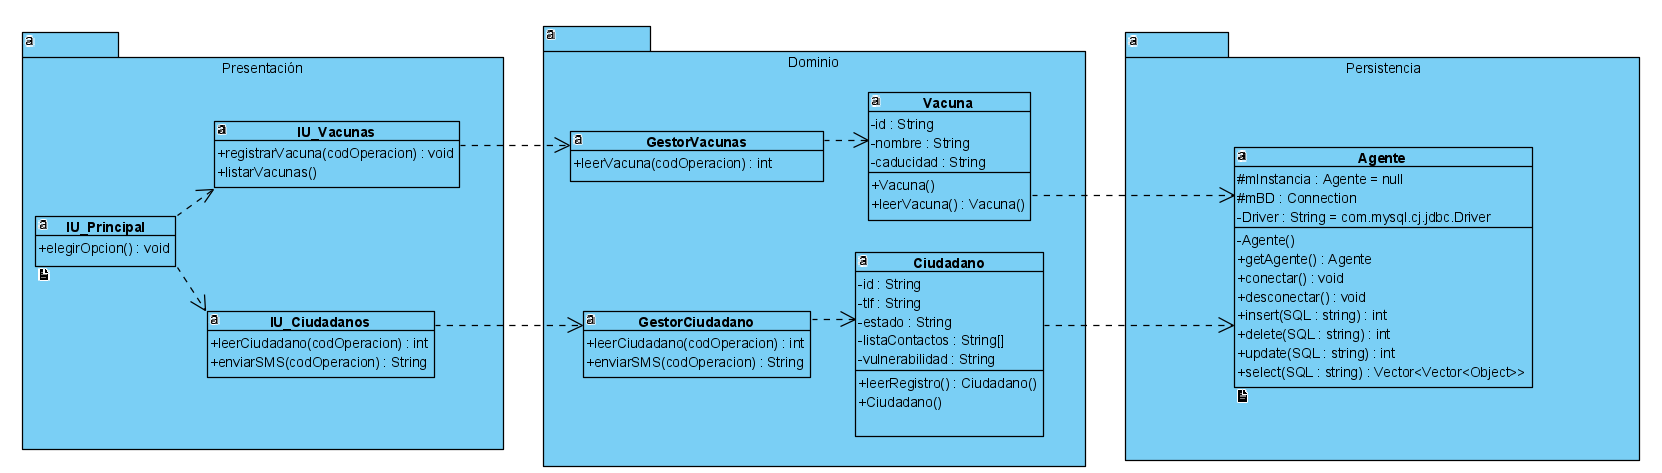 a
Presentación
a
IU_Vacunas
+registrarVacuna(codOperacion) : void
+listarVacunas()
a
IU_Principal
+elegirOpcion() : void
a
IU_Ciudadanos
+leerCiudadano(codOperacion) : int
+enviarSMS(codOperacion) : String
a
Dominio
a
GestorVacunas
+leerVacuna(codOperacion) : int
a
Vacuna
-id : String
-nombre : String
-caducidad : String
+Vacuna()
+leerVacuna() : Vacuna()
a
GestorCiudadano
+leerCiudadano(codOperacion) : int
+enviarSMS(codOperacion) : String
a
Ciudadano
-id : String
-tlf : String
-estado : String
-listaContactos : String[]
-vulnerabilidad : String
+leerRegistro() : Ciudadano()
+Ciudadano()
a
Persistencia
a
Agente
#mInstancia : Agente = null
#mBD : Connection
-Driver : String = com.mysql.cj.jdbc.Driver
-Agente()
+getAgente() : Agente
+conectar() : void
+desconectar() : void
+insert(SQL : string) : int
+delete(SQL : string) : int
+update(SQL : string) : int
+select(SQL : string) : Vector<Vector<Object>>